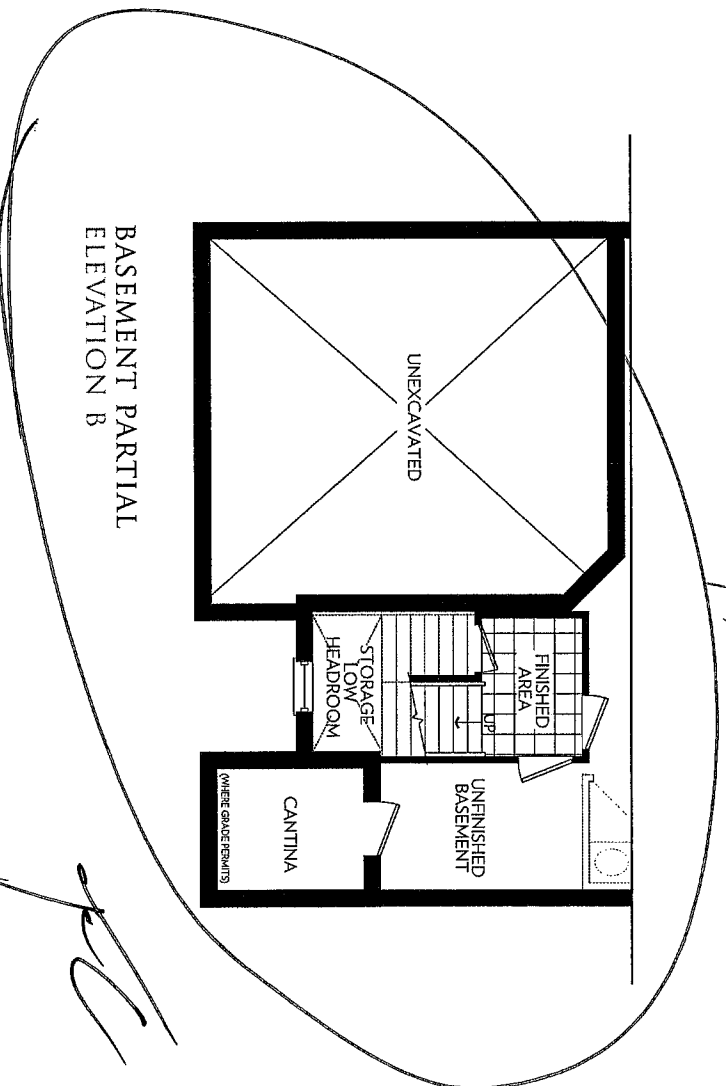 UNEXCAVATED
FINISHED
AREA
UP
STORAGE
LOW
HEADROOM
UNFINISHED
BASEMENT
CANTINA
(WHERE GRADE PERMITS)
BASEMENT PARTIAL
ELEVATION B